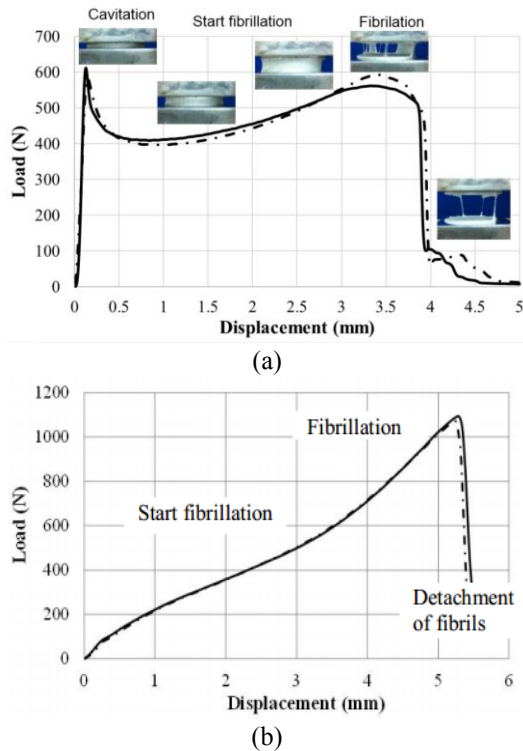 Cavitation Start fibrillation Fibrilation
700
600
500
400
300
200
100
0
Load (N)
0 0.5 1 1.5 2 2.5 3 3.5 4 4.5 5
Displacement (mm)
(a)
1200
1000
800
600
400
200
0
Load (N)
Fibrillation
Start fibrillation
Detachment
of fibrils
0 1 2 3 4 5 6
Displacement (mm)
(b)